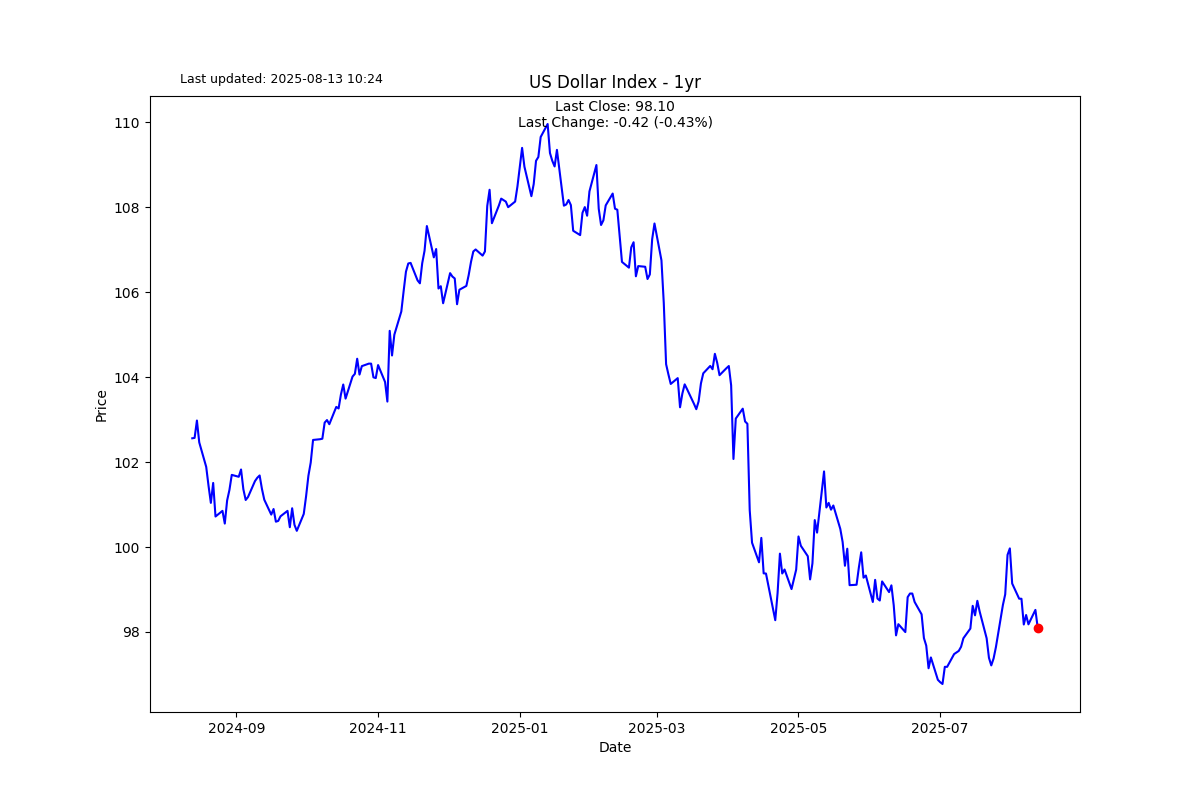 Last updated: 2025-08-13 10:24
US Dollar Index - 1yr
Last Close: 98.10
Last Change: -0.42 (-0.43%)
110
108
106
104
102
100
98
Price
2024-09 2024-11 2025-01 2025-03 2025-05 2025-07
Date